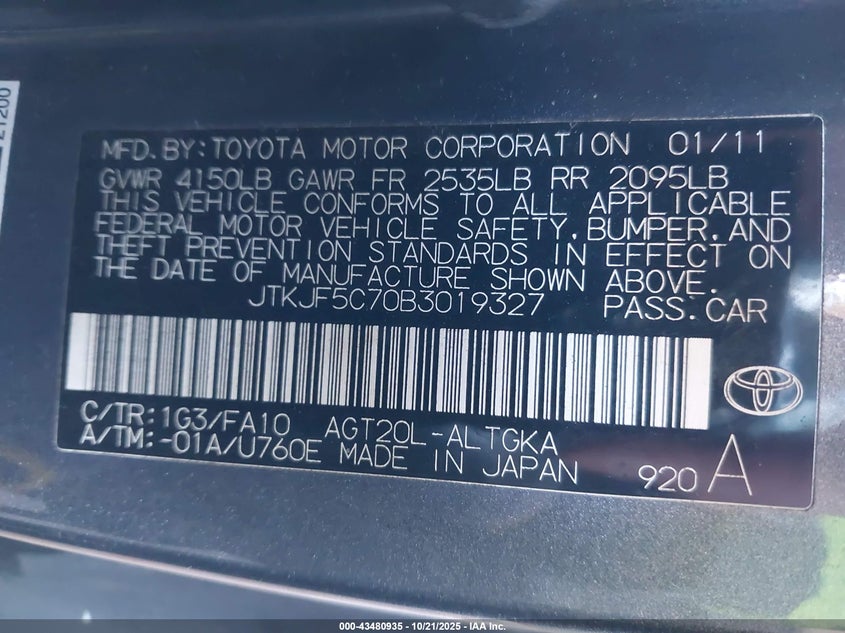 MFD.BY:TOYOTA MOTOR CORPORATION 01/11
GVWR 4150LB GAWR FR 2535LB RR 2095LB
THIS VEHICLE CONFORMS TO ALL APPLICABLE
FEDERAL MOTOR VEHICLE SAFETY,BUMPER,AND
THEFT PREVENTION STANDARDS IN EFFECT ON
THE DATE OF MANUFACTURE SHOWN ABOVE.
JTKJF5C70B3019327 PASS.CAR
C/TR:1G3/FA10 AGT20L-ALTGKA
A/TM:-01A/U760E MADE IN JAPAN
920 A
000-43480935 - 10/21/2025 - IAA Inc.